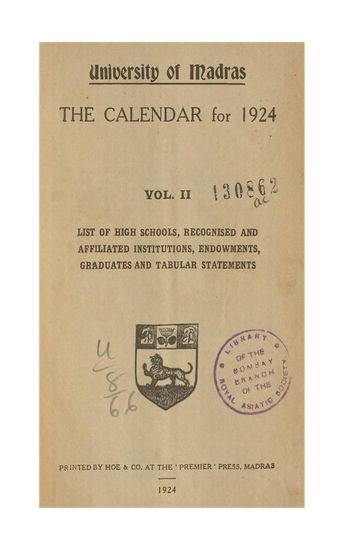 University of Madras
THE CALENDAR for 1924
VOL. II
130862
ac
LIST OF HIGH SCHOOLS, RECOGNISED AND
AFFILIATED INSTITUTIONS, ENDOWMENTS,
GRADUATES AND TABULAR STATEMENTS
U/8
66
LIBRARY
OF THE
BOMBAY
BRANCH
OF THE
ROYAL ASIATIC SOCIETY
PRINTED BY HOE & CO. AT THE 'PREMIER' PRESS, MADRAS
1924